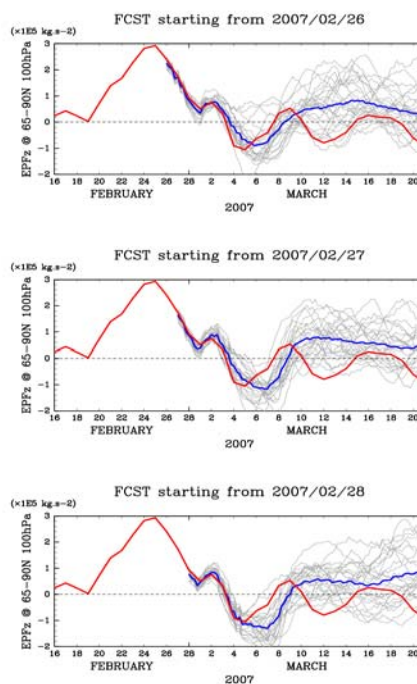 FCST starting from 2007/02/26
(×1E5 kg.s−2)
EPFz @ 65−90N 100hPa
3
2
1
0
−1
−2
16 18 20 22 24 26 28 2 4 6 8 10 12 14 16 18 20
FEBRUARY MARCH
2007
FCST starting from 2007/02/27
(×1E5 kg.s−2)
EPFz @ 65−90N 100hPa
3
2
1
0
−1
−2
16 18 20 22 24 26 28 2 4 6 8 10 12 14 16 18 20
FEBRUARY MARCH
2007
FCST starting from 2007/02/28
(×1E5 kg.s−2)
EPFz @ 65−90N 100hPa
3
2
1
0
−1
−2
16 18 20 22 24 26 28 2 4 6 8 10 12 14 16 18 20
FEBRUARY MARCH
2007